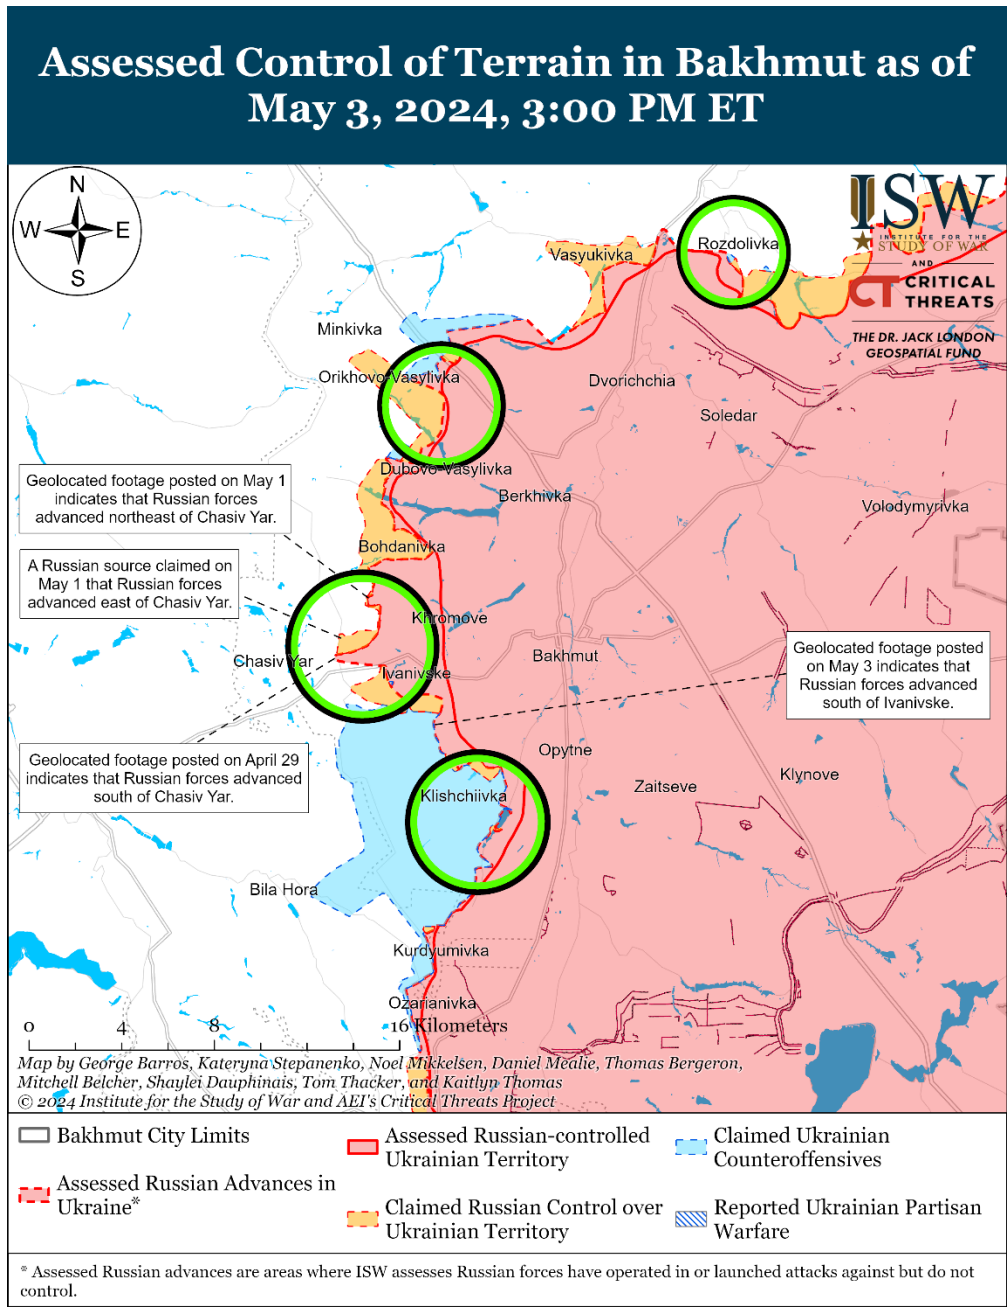 Assessed Control of Terrain in Bakhmut as of
May 3, 2024, 3:00 PM ET
N
W E
S
ISW
INSTITUTE FOR THE
STUDY OF WAR
AND
CT CRITICAL
THREATS
THE DR. JACK LONDON
GEOSPATIAL FUND
Rozdolivka
Vasyukivka
Minkivka
Orikhovo-Vasylivka
Dvorichchia
Soledar
Dubovo-Vasylivka
Berkhivka
Volodymyrivka
Geolocated footage posted on May 1
indicates that Russian forces
advanced northeast of Chasiv Yar.
Bohdanivka
A Russian source claimed on
May 1 that Russian forces
advanced east of Chasiv Yar.
Khromove
Chasiv Yar
Bakhmut
Ivanivske
Geolocated footage posted
on May 3 indicates that
Russian forces advanced
south of Ivanivske.
Geolocated footage posted on April 29
indicates that Russian forces advanced
south of Chasiv Yar.
Opytne
Klishchiivka
Zaitseve
Klynove
Bila Hora
Kurdyumivka
Ozarianivka
0 4 8 16 Kilometers
Map by George Barros, Kateryna Stepanenko, Noel Mikkelsen, Daniel Mealie, Thomas Bergeron,
Mitchell Belcher, Shaylei Dauphinais, Tom Thacker, and Kaitlyn Thomas
© 2024 Institute for the Study of War and AEI's Critical Threats Project
Bakhmut City Limits
Assessed Russian Advances in
Ukraine*
Assessed Russian-controlled
Ukrainian Territory
Claimed Russian Control over
Ukrainian Territory
Claimed Ukrainian
Counteroffensives
Reported Ukrainian Partisan
Warfare
* Assessed Russian advances are areas where ISW assesses Russian forces have operated in or launched attacks against but do not
control.